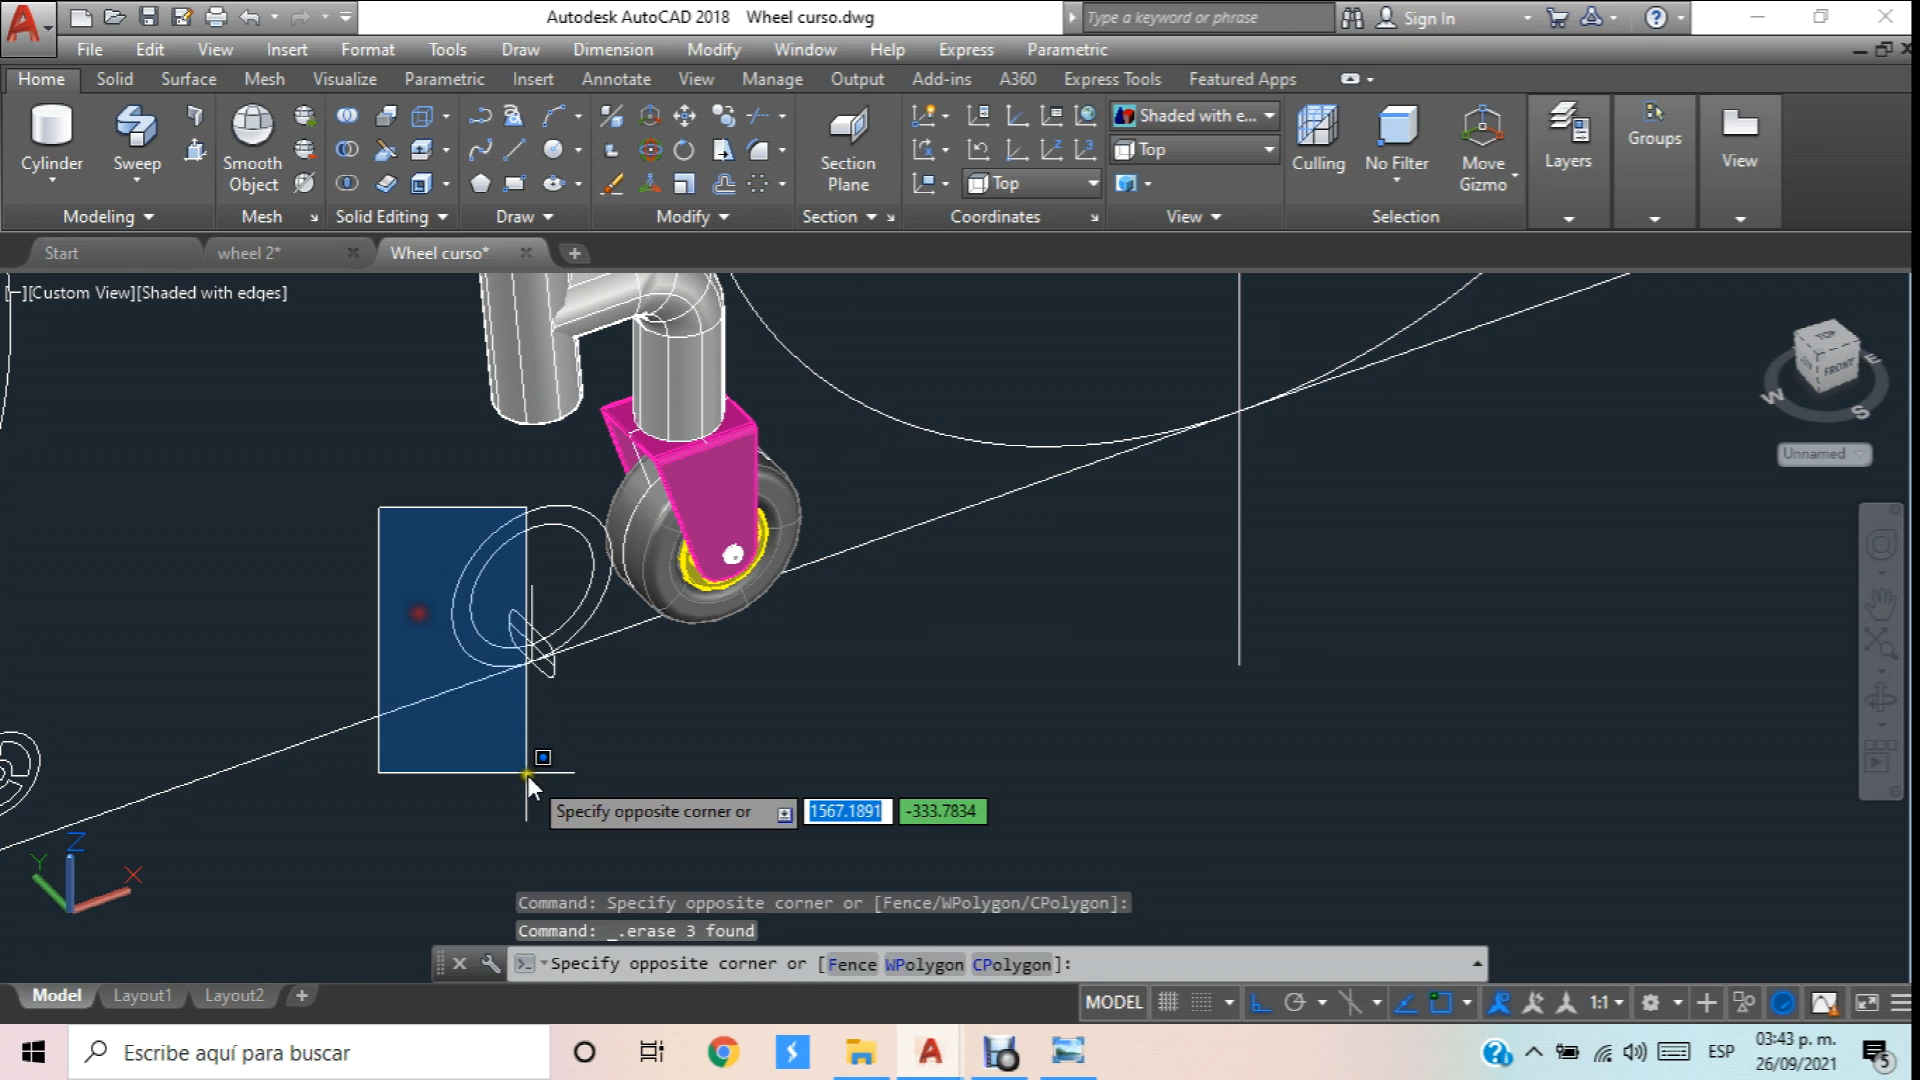 Autodesk AutoCAD 2018 Wheel curso.dwg
Type a keyword or phrase
Sign In
File Edit View Insert Format Tools Draw Dimension Modify Window Help Express Parametric
Home Solid Surface Mesh Visualize Parametric Insert Annotate View Manage Output Add-ins A360 Express Tools Featured Apps
Cylinder
Sweep
Smooth
Object
Section
Plane
Top
Shaded with e...
Top
Culling
No Filter
Move
Gizmo
Layers
Groups
View
Modeling
Mesh
Solid Editing
Draw
Modify
Section
Coordinates
View
Selection
Start
wheel 2*
Wheel curso*
[−][Custom View][Shaded with edges]
TOP
FRONT
W
S
E
Unnamed
Specify opposite corner or
1567.1891
-333.7834
Z
Y
X
Command: Specify opposite corner or [Fence/WPolygon/CPolygon]:
Command: _.erase 3 found
Specify opposite corner or [Fence WPolygon CPolygon]:
Model
Layout1
Layout2
MODEL
1:1
Escribe aquí para buscar
ESP
03:43 p. m.
26/09/2021
5